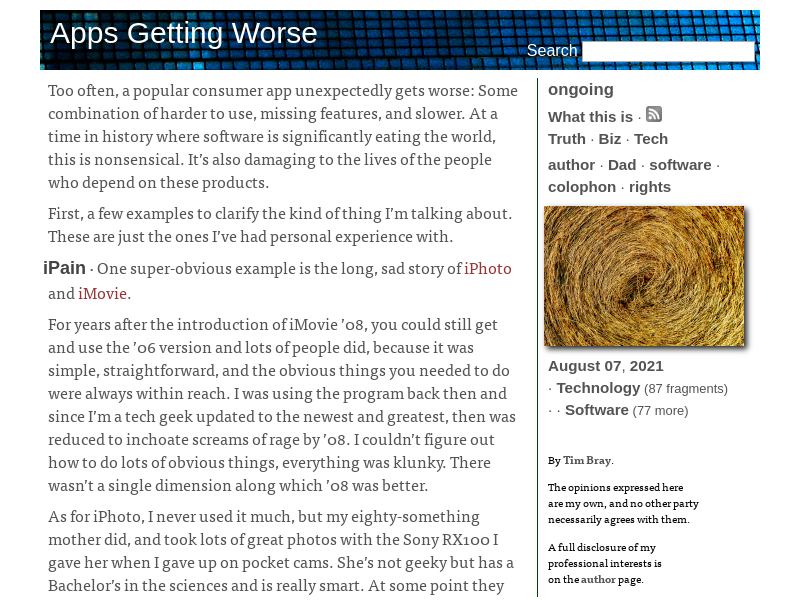 Apps Getting Worse
Search
Too often, a popular consumer app unexpectedly gets worse: Some
combination of harder to use, missing features, and slower. At a
time in history where software is significantly eating the world,
this is nonsensical. It’s also damaging to the lives of the people
who depend on these products.
First, a few examples to clarify the kind of thing I’m talking about.
These are just the ones I’ve had personal experience with.
iPain · One super-obvious example is the long, sad story of iPhoto
and iMovie.
For years after the introduction of iMovie ’08, you could still get
and use the ’06 version and lots of people did, because it was
simple, straightforward, and the obvious things you needed to do
were always within reach. I was using the program back then and
since I’m a tech geek updated to the newest and greatest, then was
reduced to inchoate screams of rage by ’08. I couldn’t figure out
how to do lots of obvious things, everything was klunky. There
wasn’t a single dimension along which ’08 was better.
As for iPhoto, I never used it much, but my eighty-something
mother did, and took lots of great photos with the Sony RX100 I
gave her when I gave up on pocket cams. She’s not geeky but has a
Bachelor’s in the sciences and is really smart. At some point they
ongoing
What this is ·
Truth · Biz · Tech
author · Dad · software ·
colophon · rights
August 07, 2021
· Technology (87 fragments)
· · Software (77 more)
By Tim Bray.
The opinions expressed here
are my own, and no other party
necessarily agrees with them.
A full disclosure of my
professional interests is
on the author page.